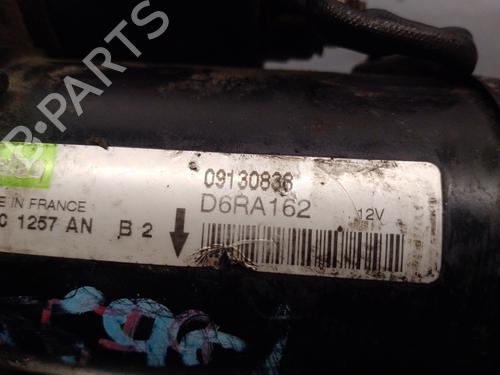 09130838
D6RA162
12V
E IN FRANCE
C 1257 AN B 2
B-PARTS